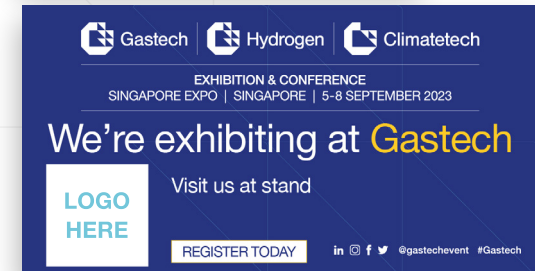 Gastech Hydrogen Climatetech
EXHIBITION & CONFERENCE
SINGAPORE EXPO | SINGAPORE | 5-8 SEPTEMBER 2023
We're exhibiting at Gastech
Visit us at stand
LOGO
HERE
REGISTER TODAY
@gastechevent #Gastech